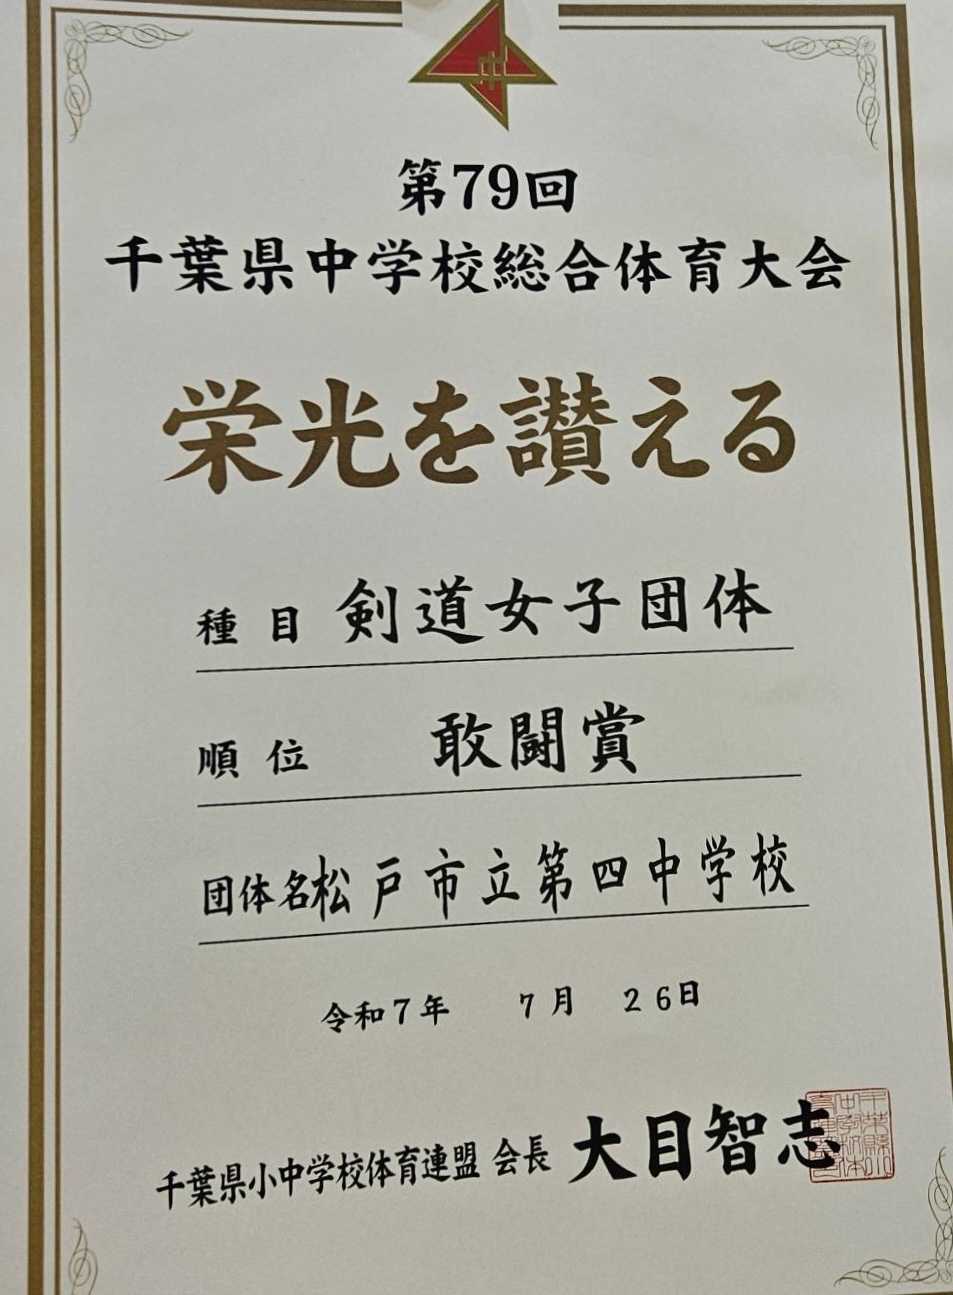 中
第79回
千葉県中学校総合体育大会
栄光を讃える
種目 剣道女子団体
順位 敢闘賞
団体名 松戸市立第四中学校
令和7年 7月 26日
千葉県小中学校体育連盟 会長 大目智志